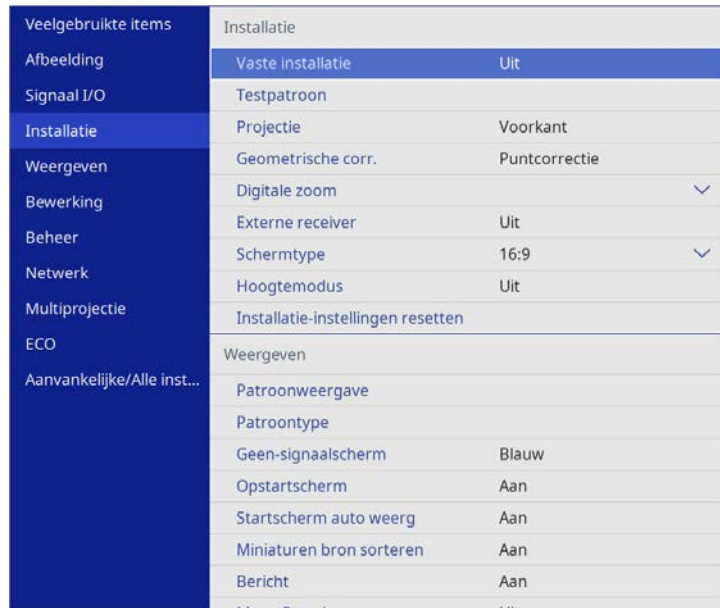 Veelgebruikte items
Afbeelding
Signaal I/O
Installatie
Weergeven
Bewerking
Beheer
Netwerk
Multiprojectie
ECO
Aanvankelijke/Alle inst...
Installatie
Vaste installatie Uit
Testpatroon
Projectie Voorkant
Geometrische corr. Puntcorrectie
Digitale zoom
Externe receiver Uit
Schermtype 16:9
Hoogtemodus Uit
Installatie-instellingen resetten
Weergeven
Patroonweergave
Patroontype
Geen-signaalscherm Blauw
Opstartscherm Aan
Startscherm auto weerg Aan
Miniaturen bron sorteren Aan
Bericht Aan